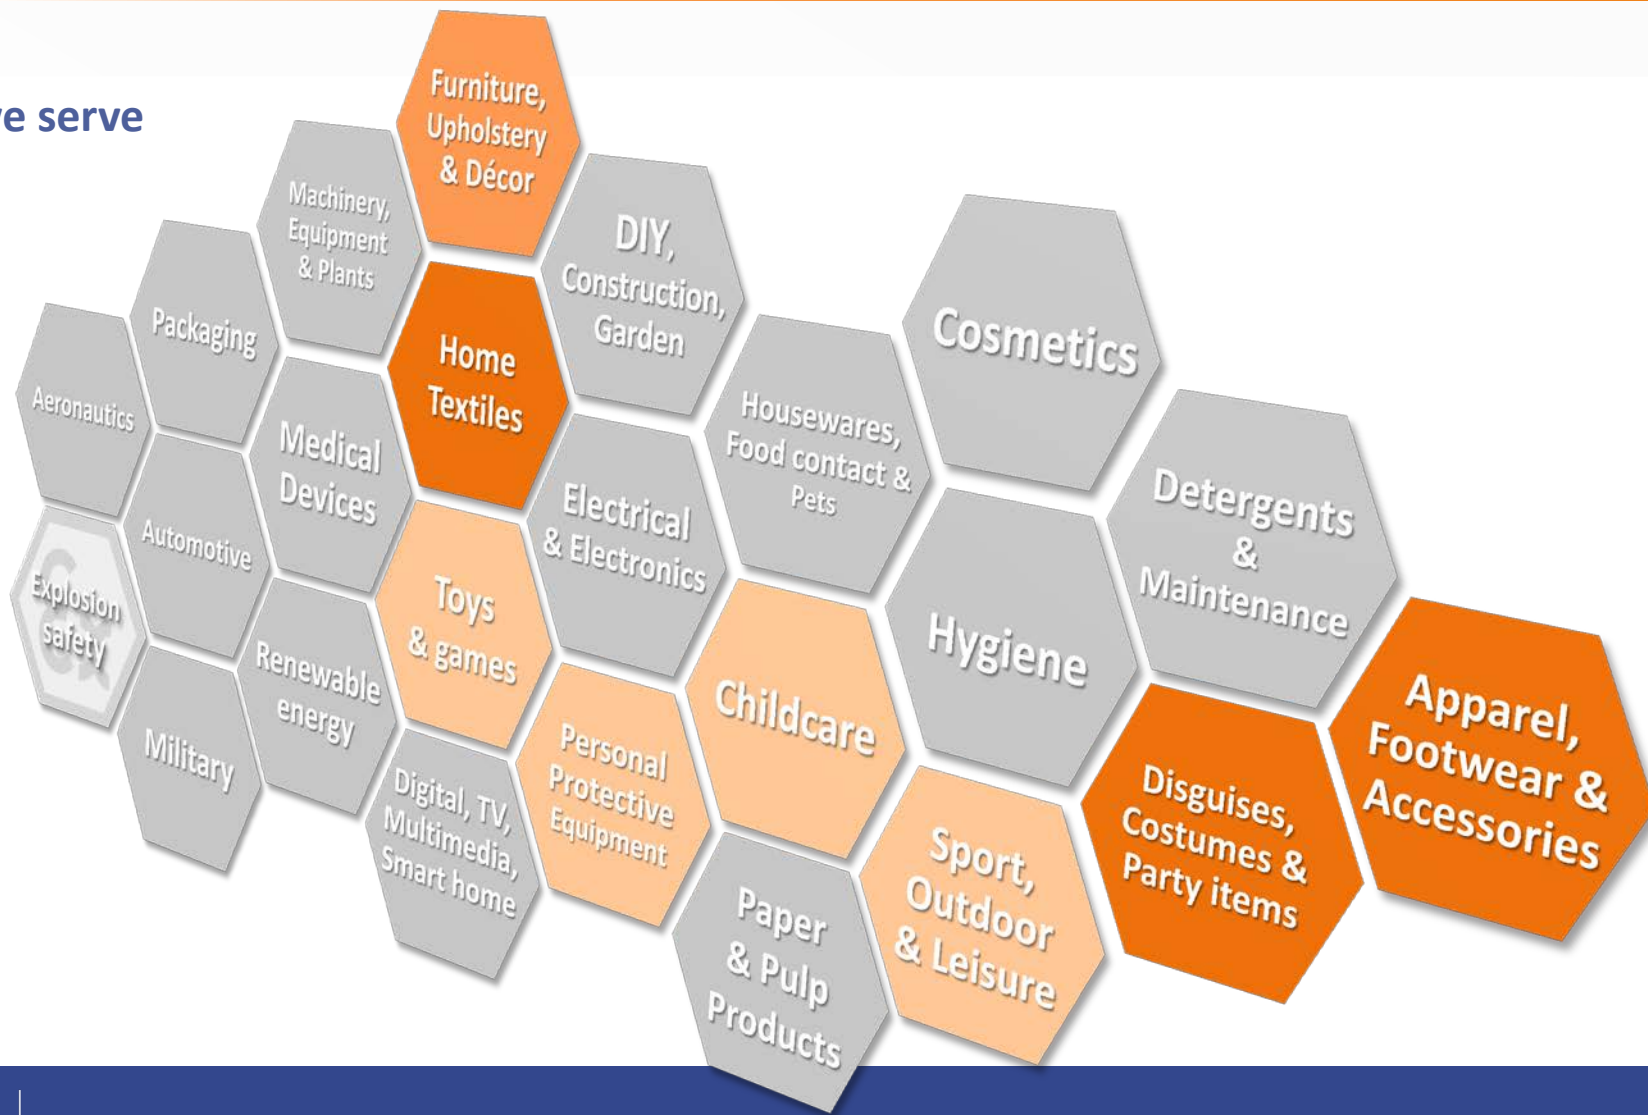 e serve
Furniture,
Upholstery
& Décor
Machinery,
Equipment
& Plants
DIY,
Construction,
Garden
Cosmetics
Packaging
Home
Textiles
Aeronautics
Medical
Devices
Housewares,
Food contact &
Pets
Detergents
&
Maintenance
Electrical
& Electronics
Automotive
Explosion
safety
Toys
& games
Hygiene
Renewable
energy
Childcare
Apparel,
Footwear &
Accessories
Military
Personal
Protective
Equipment
Digital, TV,
Multimedia,
Smart home
Disguises,
Costumes &
Party items
Sport,
Outdoor
& Leisure
Paper
& Pulp
Products